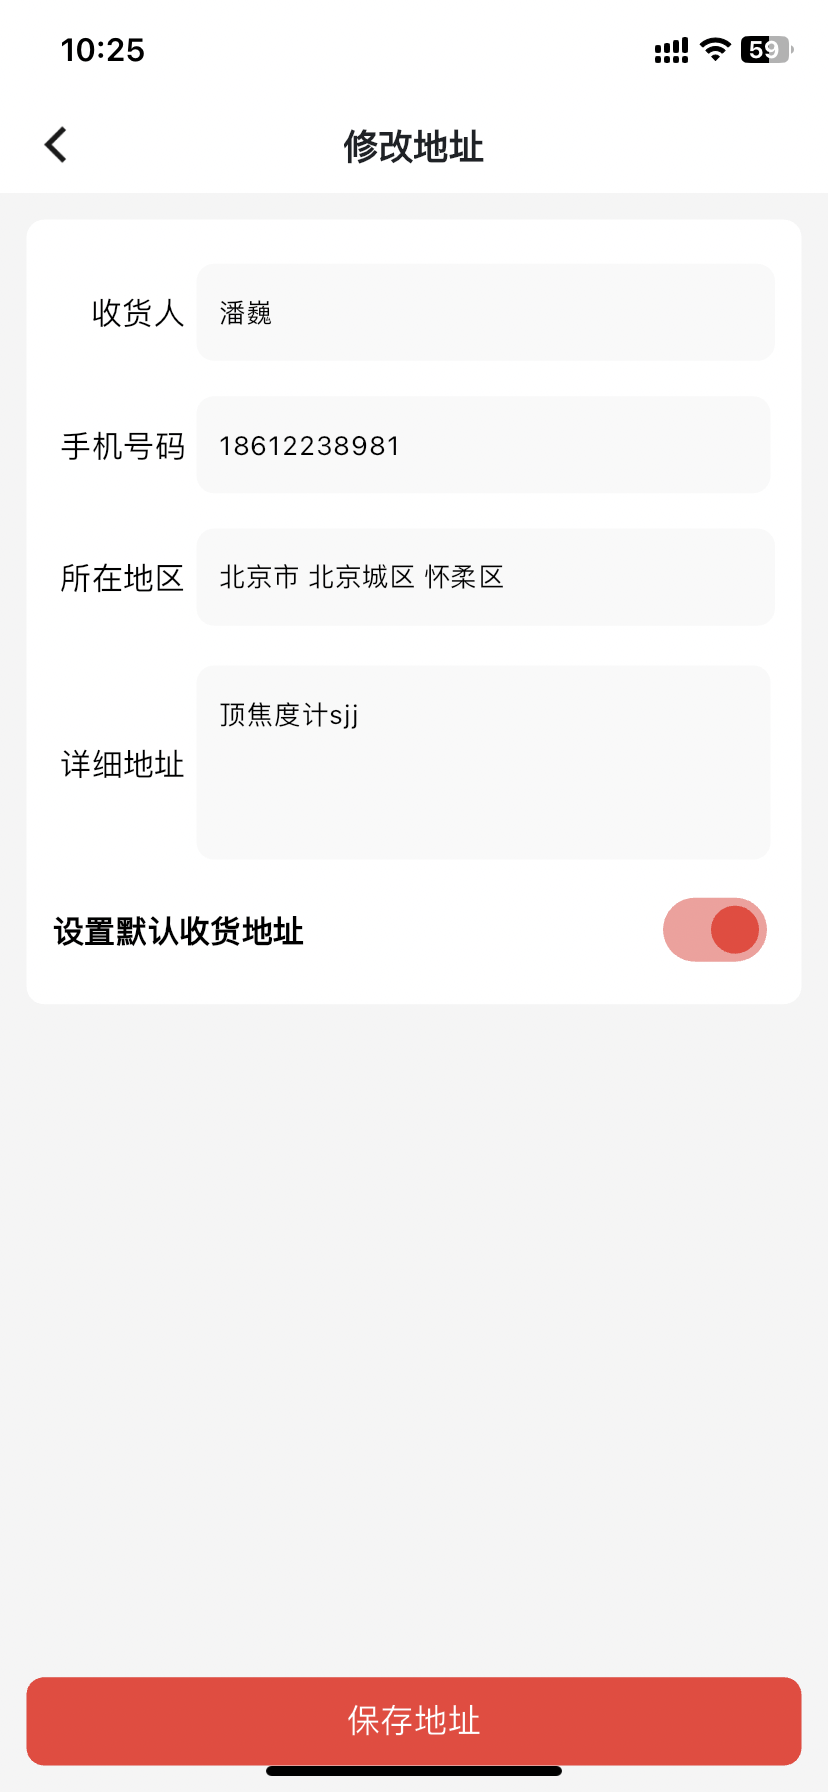 10:25
59
修改地址
收货人 潘巍
手机号码 18612238981
所在地区 北京市 北京城区 怀柔区
详细地址 顶焦度计sjj
设置默认收货地址
保存地址